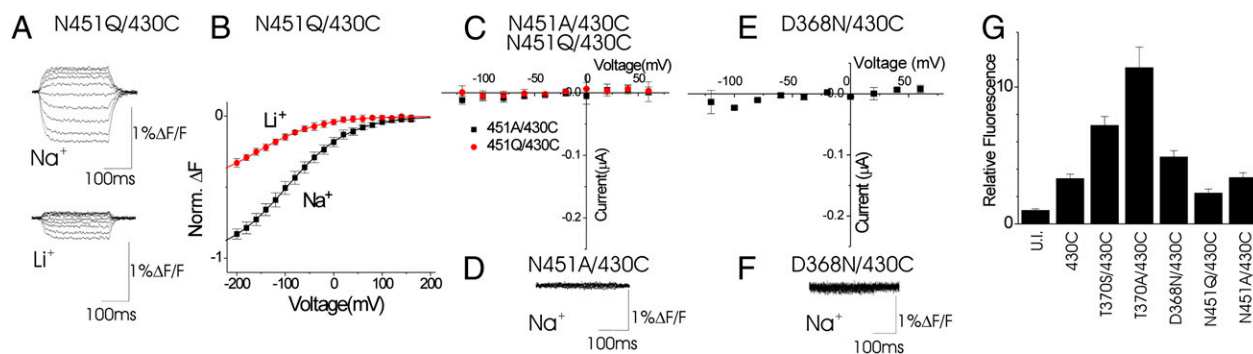 A
N451Q/430C
1%ΔF/F
Na+
100ms
1%ΔF/F
Li+
100ms
B
N451Q/430C
0
-1
Norm. ΔF
Li+
Na+
-200 -100 0 100 200
Voltage(mV)
C
N451A/430C
N451Q/430C
Voltage(mV)
-100 -50 0 50
0.0
-0.1
-0.2
Current(μA)
451A/430C
451Q/430C
D
N451A/430C
Na+
1%ΔF/F
100ms
E
D368N/430C
Voltage (mV)
-100 -50 0 50
0.0
-0.1
-0.2
Current (μA)
F
D368N/430C
Na+
1%ΔF/F
100ms
G
Relative Fluorescence
10
0
U.I.
430C
T370S/430C
T370A/430C
D368N/430C
N451Q/430C
N451A/430C